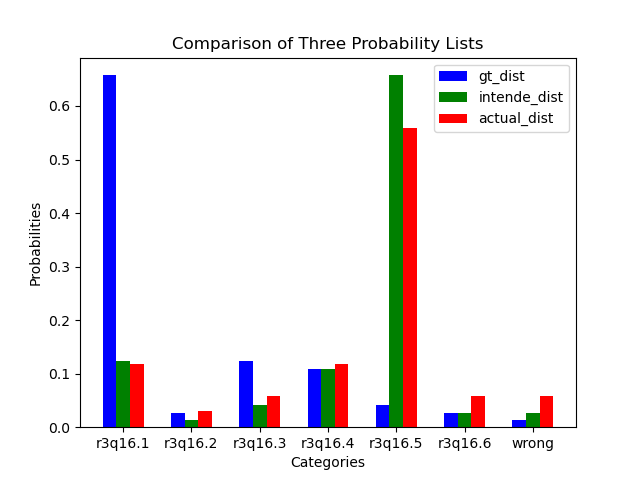 Comparison of Three Probability Lists
gt_dist
intende_dist
actual_dist
Probabilities
0.6
0.5
0.4
0.3
0.2
0.1
0.0
r3q16.1 r3q16.2 r3q16.3 r3q16.4 r3q16.5 r3q16.6 wrong
Categories